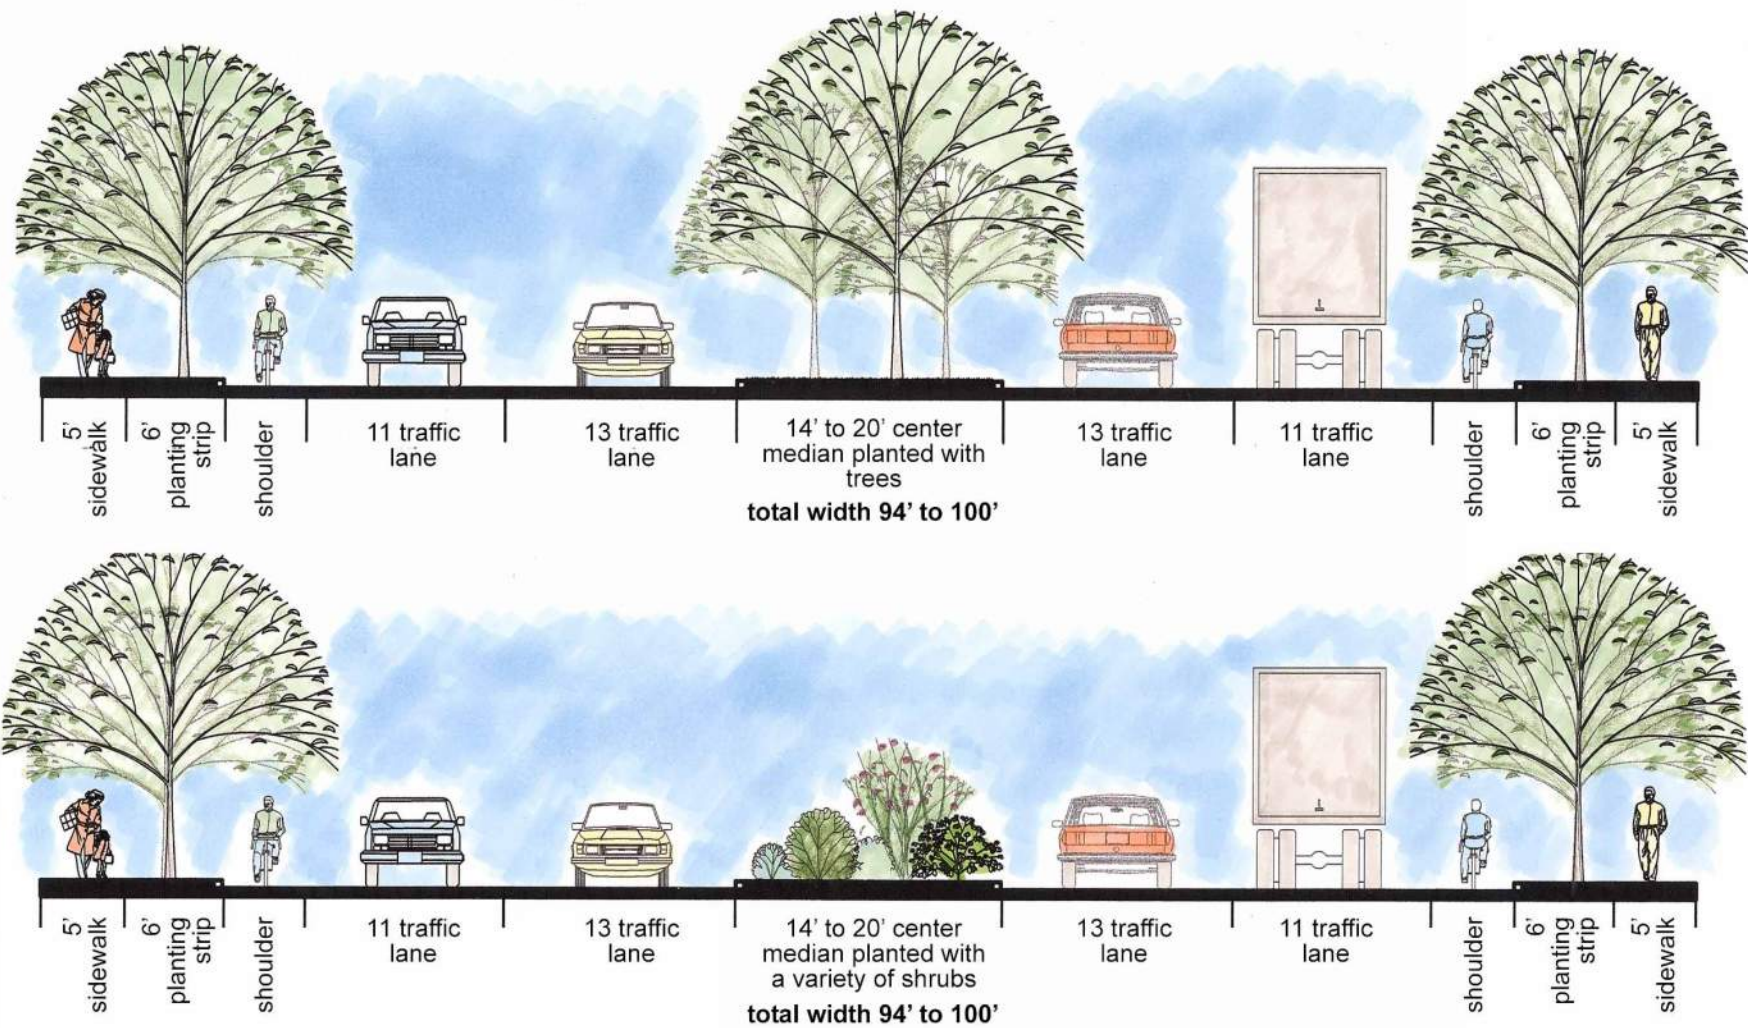 5'
sidewalk
6'
planting
strip
shoulder
11 traffic
lane
13 traffic
lane
14' to 20' center
median planted with
trees
total width 94' to 100'
13 traffic
lane
11 traffic
lane
shoulder
6'
planting
strip
5'
sidewalk
5'
sidewalk
6'
planting
strip
shoulder
11 traffic
lane
13 traffic
lane
14' to 20' center
median planted with
a variety of shrubs
total width 94' to 100'
13 traffic
lane
11 traffic
lane
shoulder
6'
planting
strip
5'
sidewalk